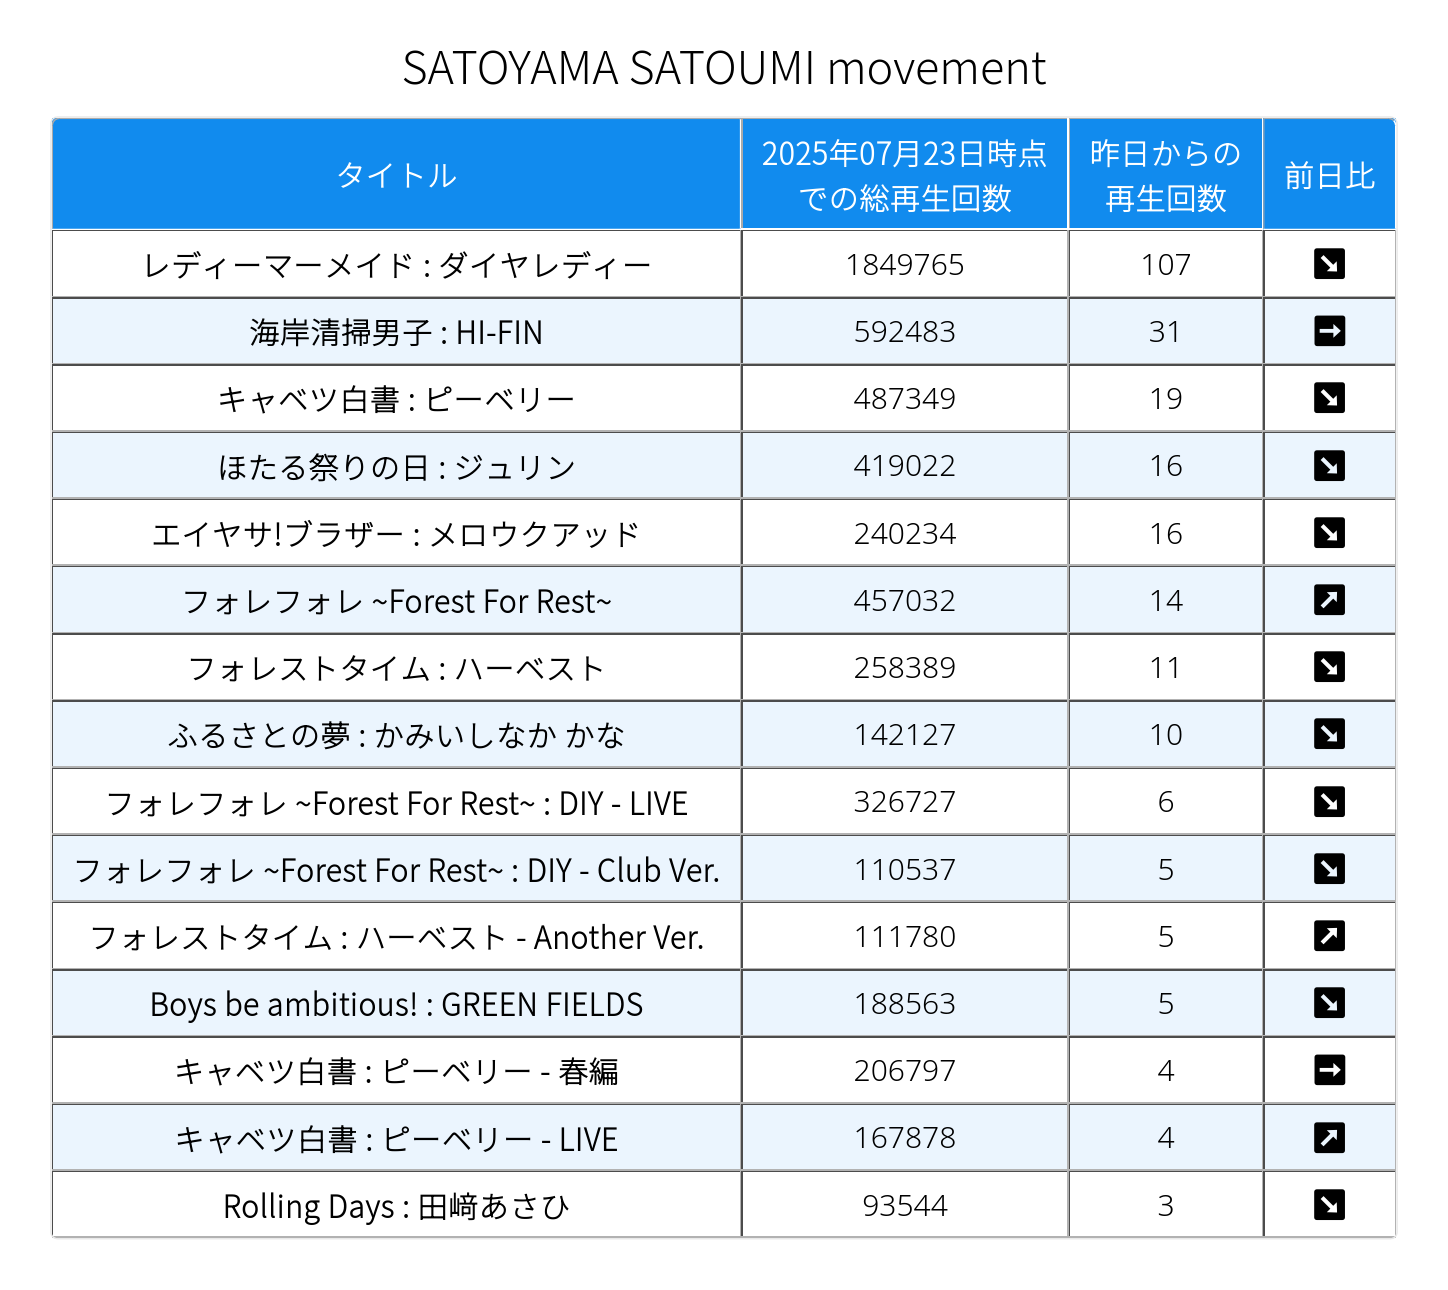 SATOYAMA SATOUMI movement
タイトル 2025年07月23日時点での総再生回数 昨日からの再生回数 前日比
レディーマーメイド : ダイヤレディー 1849765 107 ↘
海岸清掃男子 : HI-FIN 592483 31 →
キャベツ白書 : ピーベリー 487349 19 ↘
ほたる祭りの日 : ジュリン 419022 16 ↘
エイヤサ!ブラザー : メロウクアッド 240234 16 ↘
フォレフォレ ~Forest For Rest~ 457032 14 ↗
フォレストタイム : ハーベスト 258389 11 ↘
ふるさとの夢 : かみいしなか かな 142127 10 ↘
フォレフォレ ~Forest For Rest~ : DIY - LIVE 326727 6 ↘
フォレフォレ ~Forest For Rest~ : DIY - Club Ver. 110537 5 ↘
フォレストタイム : ハーベスト - Another Ver. 111780 5 ↗
Boys be ambitious! : GREEN FIELDS 188563 5 ↘
キャベツ白書 : ピーベリー - 春編 206797 4 →
キャベツ白書 : ピーベリー - LIVE 167878 4 ↗
Rolling Days : 田﨑あさひ 93544 3 ↘